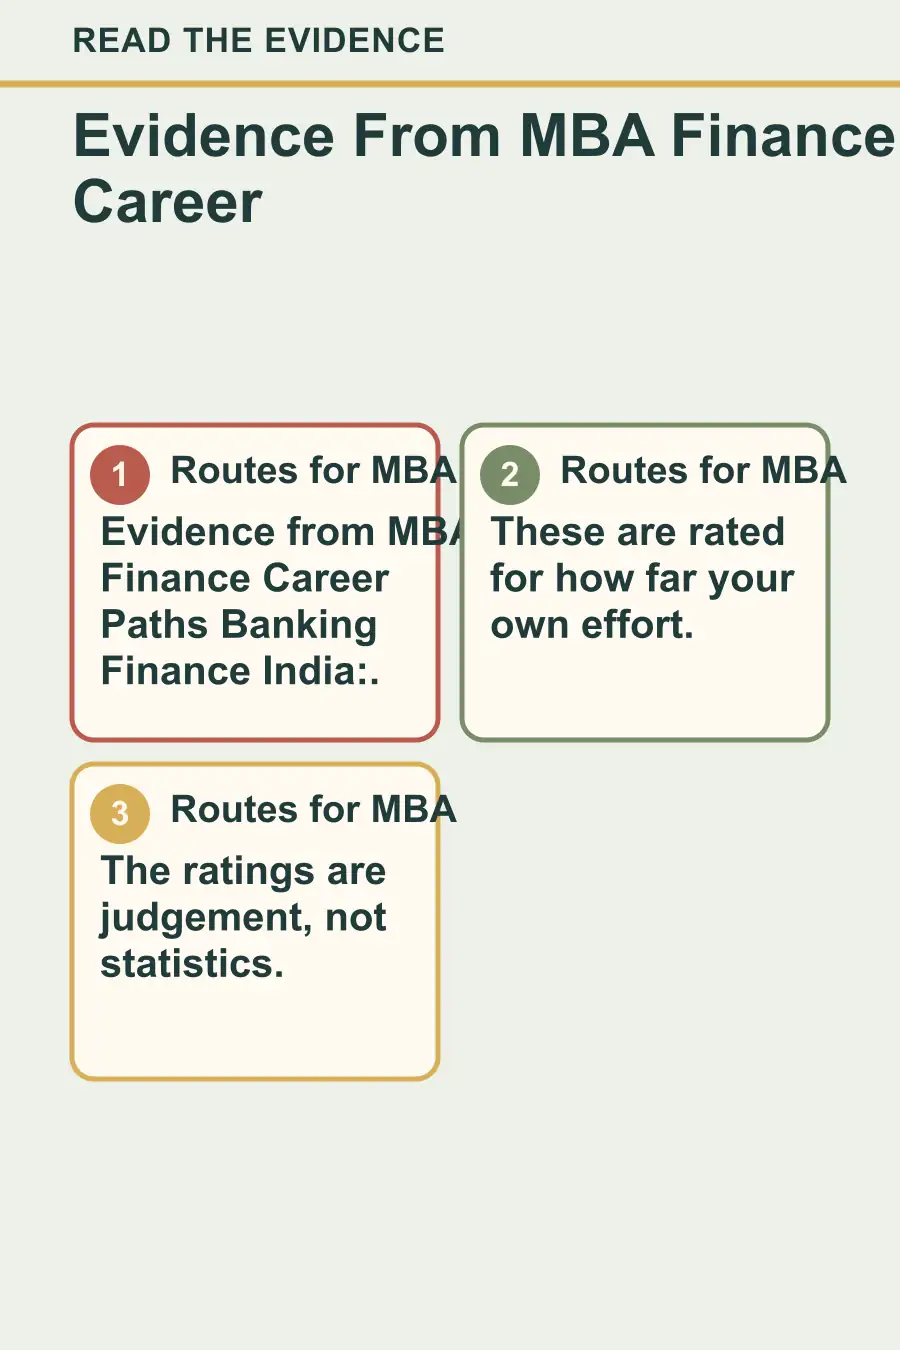 READ THE EVIDENCE
Evidence From MBA Finance
Career
1
Routes for MBA
Evidence from MBA
Finance Career
Paths Banking
Finance India:.
2
Routes for MBA
These are rated
for how far your
own effort.
3
Routes for MBA
The ratings are
judgement, not
statistics.